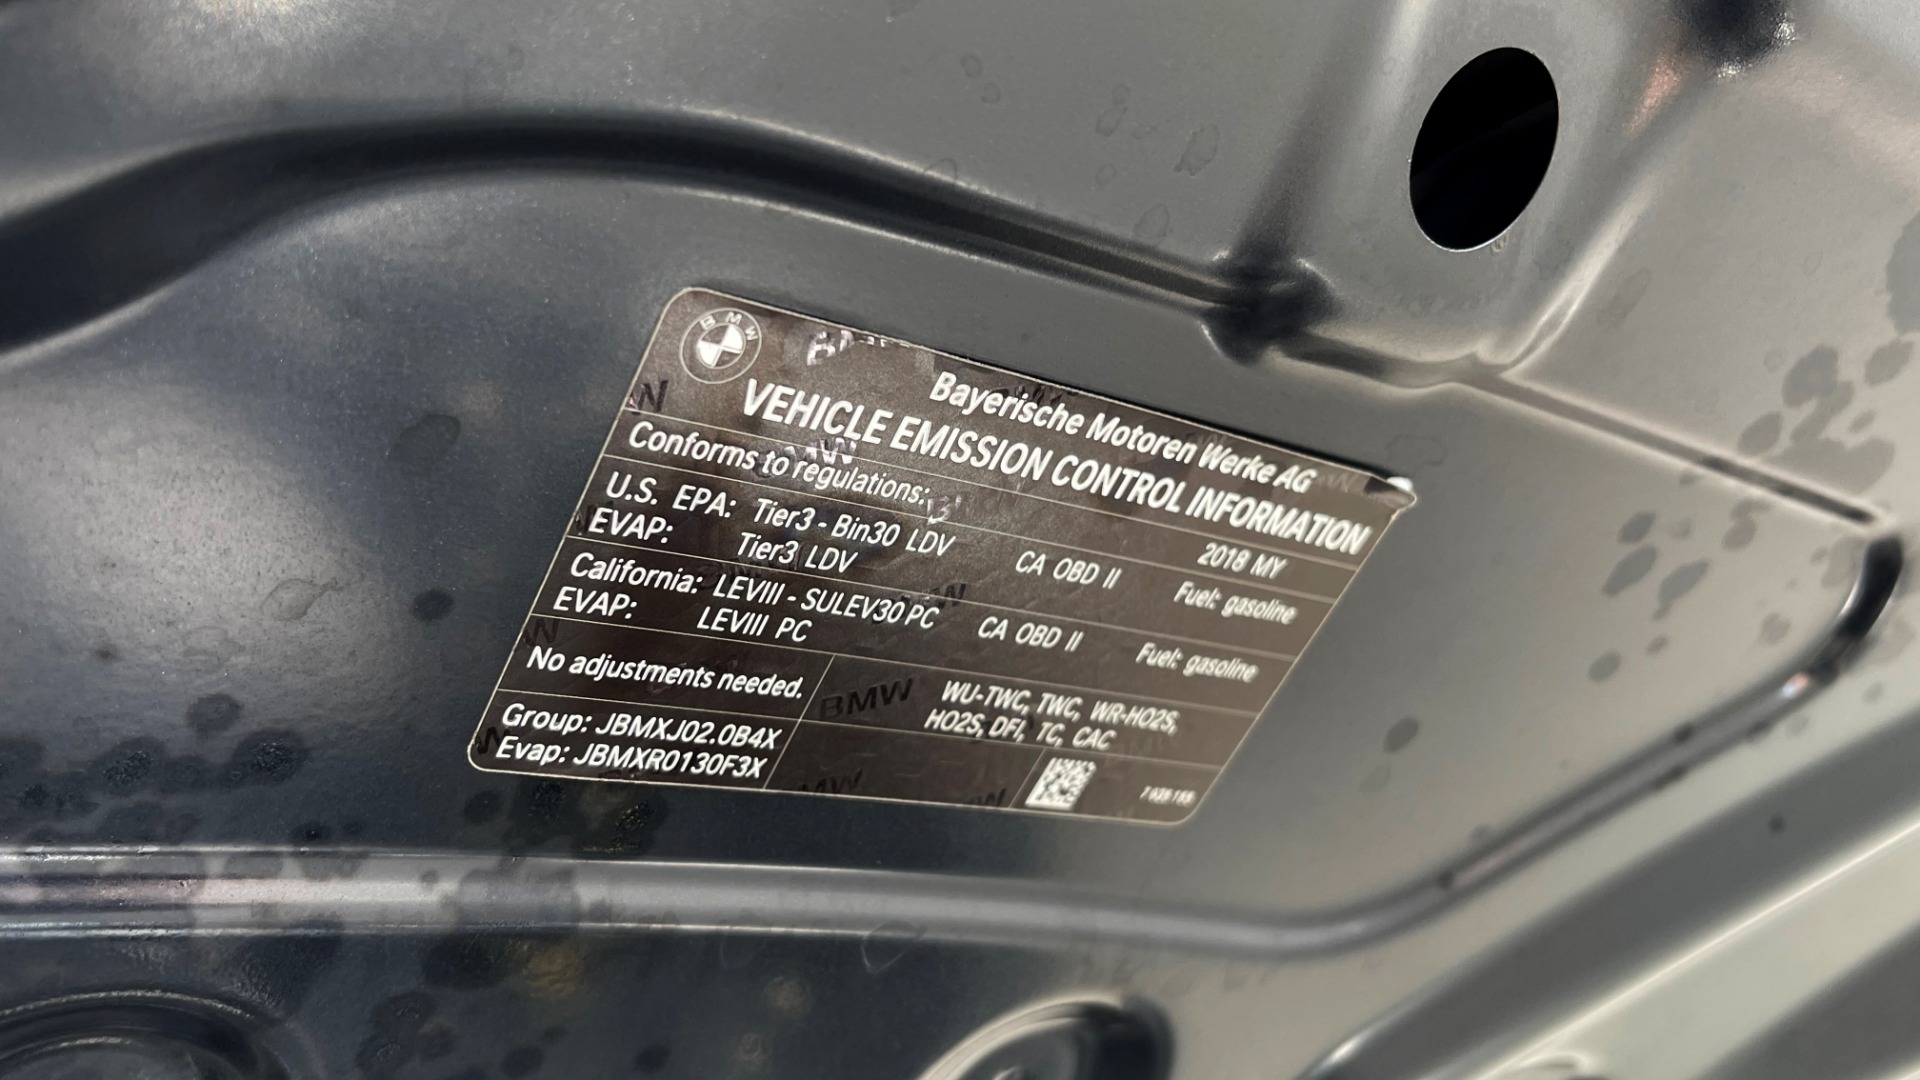 BMW
Bayerische Motoren Werke AG
VEHICLE EMISSION CONTROL INFORMATION
Conforms to regulations: 2018 MY
U.S. EPA: Tier3 - Bin30 LDV CA OBD II Fuel: gasoline
EVAP: Tier3 LDV
California: LEVIII - SULEV30 PC CA OBD II Fuel: gasoline
EVAP: LEVIII PC
No adjustments needed.
WU-TWC, TWC, WR-HO2S,
HO2S, DFI, TC, CAC
Group: JBMXJ02.0B4X
Evap: JBMXR0130F3X
BMW